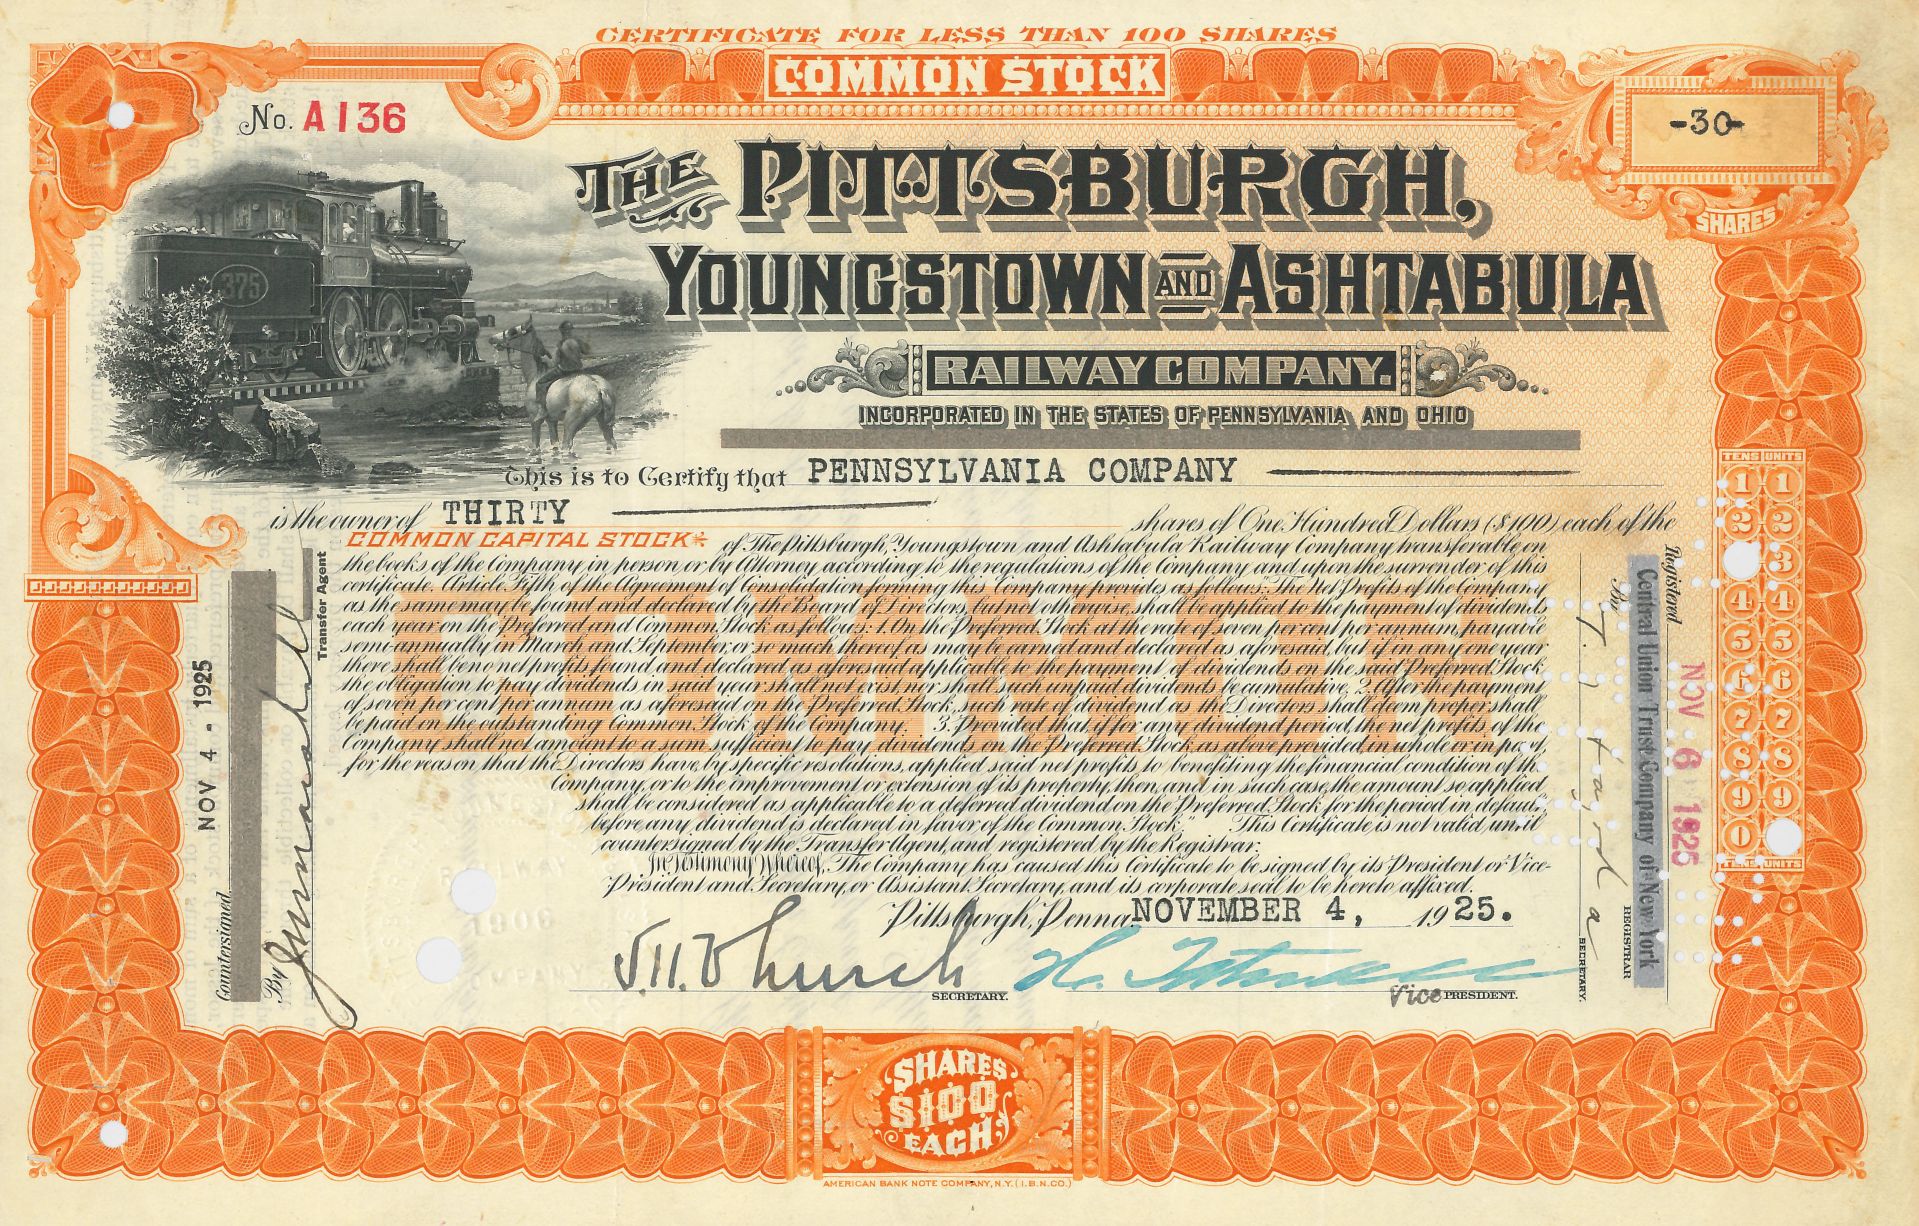 CERTIFICATE FOR LESS THAN 100 SHARES
COMMON STOCK
No. A136
-30-
SHARES
THE PITTSBURGH,
YOUNGSTOWN AND ASHTABULA
RAILWAY COMPANY.
INCORPORATED IN THE STATES OF PENNSYLVANIA AND OHIO
375
This is to Certify that PENNSYLVANIA COMPANY
is the owner of THIRTY shares of One Hundred Dollars ($100) each of the
COMMON CAPITAL STOCK of The Pittsburgh, Youngstown and Ashtabula Railway Company transferable on
the books of the Company in person or by Attorney according to the regulations of the Company and upon the surrender of this
certificate. Article Fifth of the Agreement of Consolidation forming this Company provides as follows: "The Net Profits of the Company
as the same may be found and declared by the Board of Directors, but not otherwise, shall be applied to the payment of dividends
each year on the Preferred and Common Stock as follows: 1. On the Preferred Stock at the rate of seven per cent per annum, payable
semi-annually in March and September, or so much thereof as may be earned and declared as aforesaid, but if in any one year
there shall be no net profits found and declared as aforesaid applicable to the payment of dividends on the said Preferred Stock,
the obligation to pay dividends in said year shall not exist, nor shall such unpaid dividends be cumulative. 2. After the payment
of seven per cent per annum as aforesaid on the Preferred Stock, such rate of dividend as the Directors shall deem proper shall
be paid on the outstanding Common Stock of the Company. 3. Provided that if for any dividend period, the net profits of the
Company shall not amount to a sum sufficient to pay dividends on the Preferred Stock as above provided, in whole or in part,
for the reason that the Directors have, by specific resolutions, applied said net profits to benefiting the financial condition of the
Company, or to the improvement or extension of its property, then, and in such case, the amount so applied
shall be considered as applicable to a deferred dividend on the Preferred Stock for the period in default,
before any dividend is declared in favor of the Common Stock." This Certificate is not valid until
countersigned by the Transfer Agent, and registered by the Registrar.
In Testimony Whereof, The Company has caused this Certificate to be signed by its President or Vice-
President and Secretary, or Assistant Secretary, and its corporate seal to be hereto affixed.
Pittsburgh, Penna. NOVEMBER 4, 1925.
COMMON
S.H. Church
SECRETARY.
Vice PRESIDENT.
NOV 4 - 1925
Countersigned
By
Transfer Agent
Registered
NOV 6 1925
Central Union Trust Company of New York
REGISTRAR
By
SECRETARY.
TENS UNITS
1 1
2 2
3
4 4
5 5
6 6
7 7
8 8
9 9
0
TENS UNITS
SHARES
$100
EACH
AMERICAN BANK NOTE COMPANY, N.Y. (I.B.N.CO.)